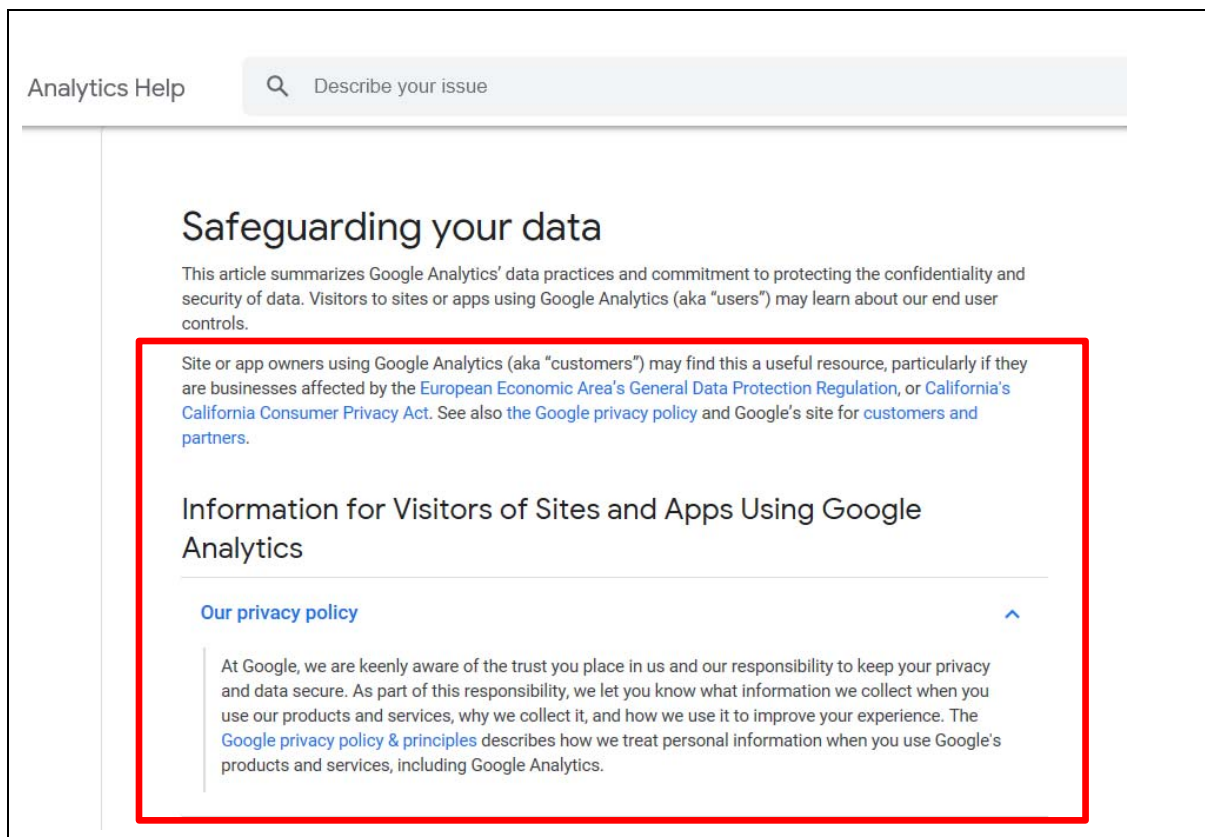 Analytics Help
Describe your issue
Safeguarding your data
This article summarizes Google Analytics’ data practices and commitment to protecting the confidentiality and
security of data. Visitors to sites or apps using Google Analytics (aka “users”) may learn about our end user
controls.
Site or app owners using Google Analytics (aka “customers”) may find this a useful resource, particularly if they
are businesses affected by the European Economic Area’s General Data Protection Regulation, or California's
California Consumer Privacy Act. See also the Google privacy policy and Google’s site for customers and
partners.
Information for Visitors of Sites and Apps Using Google
Analytics
Our privacy policy
At Google, we are keenly aware of the trust you place in us and our responsibility to keep your privacy
and data secure. As part of this responsibility, we let you know what information we collect when you
use our products and services, why we collect it, and how we use it to improve your experience. The
Google privacy policy & principles describes how we treat personal information when you use Google's
products and services, including Google Analytics.